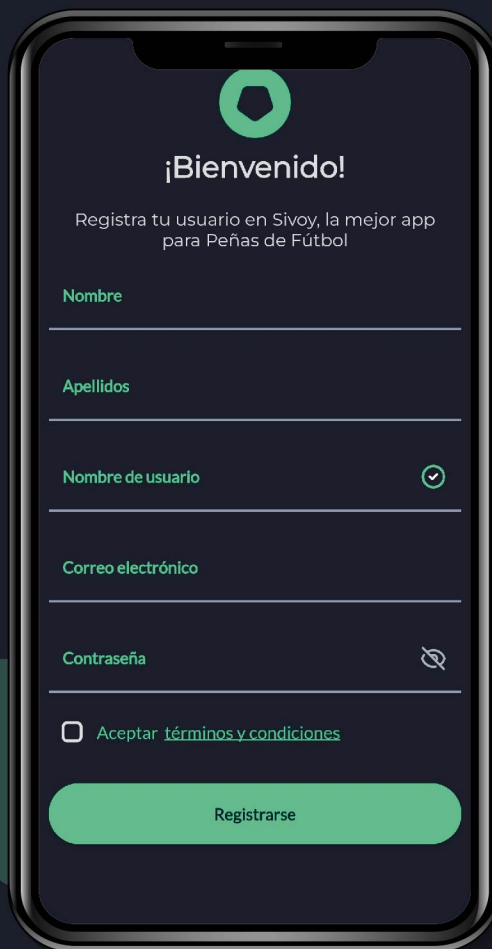 ¡Bienvenido!
Registra tu usuario en Sivoy, la mejor app
para Peñas de Fútbol
Nombre
Apellidos
Nombre de usuario
Correo electrónico
Contraseña
Aceptar términos y condiciones
Registrarse